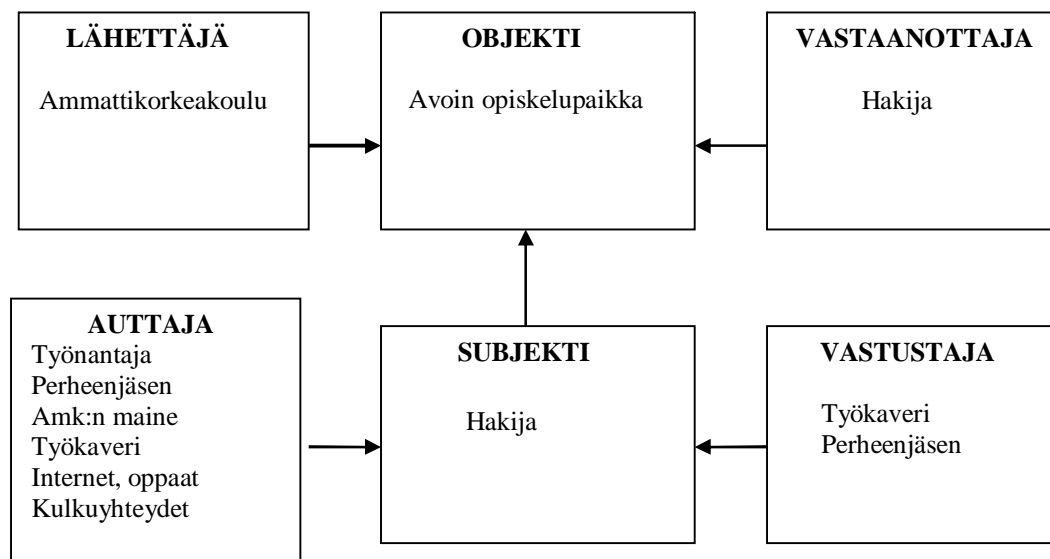 LÄHETTÄJÄ
Ammattikorkeakoulu
OBJEKTI
Avoin opiskelupaikka
VASTAANOTTAJA
Hakija
AUTTAJA
Työnantaja
Perheenjäsen
Amk:n maine
Työkaveri
Internet, oppaat
Kulkuyhteydet
SUBJEKTI
Hakija
VASTUSTAJA
Työkaveri
Perheenjäsen